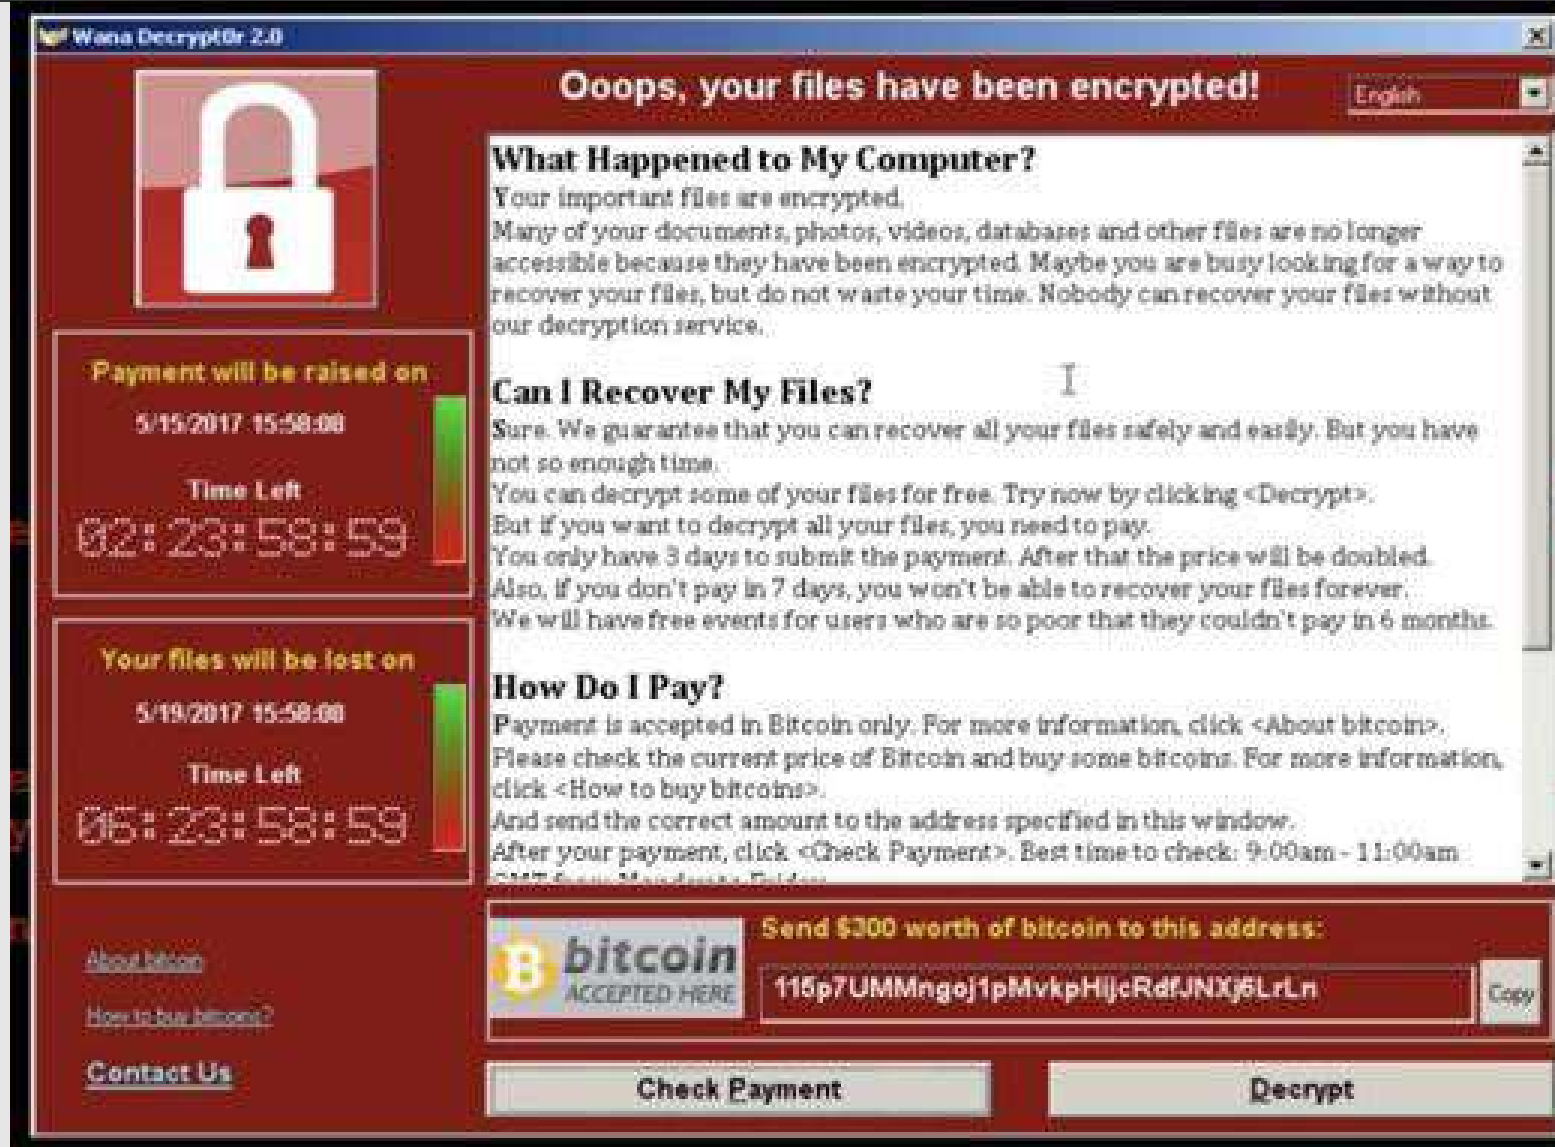 Wana Decrypt0r 2.0
Ooops, your files have been encrypted!
English
What Happened to My Computer?
Your important files are encrypted.
Many of your documents, photos, videos, databases and other files are no longer
accessible because they have been encrypted. Maybe you are busy looking for a way to
recover your files, but do not waste your time. Nobody can recover your files without
our decryption service.
Can I Recover My Files?
Sure. We guarantee that you can recover all your files safely and easily. But you have
not so enough time.
You can decrypt some of your files for free. Try now by clicking <Decrypt>.
But if you want to decrypt all your files, you need to pay.
You only have 3 days to submit the payment. After that the price will be doubled.
Also, if you don't pay in 7 days, you won't be able to recover your files forever.
We will have free events for users who are so poor that they couldn't pay in 6 months.
How Do I Pay?
Payment is accepted in Bitcoin only. For more information, click <About bitcoin>.
Please check the current price of Bitcoin and buy some bitcoins. For more information,
click <How to buy bitcoins>.
And send the correct amount to the address specified in this window.
After your payment, click <Check Payment>. Best time to check: 9:00am - 11:00am
GMT from Monday to Friday
Payment will be raised on
5/15/2017 15:58:08
Time Left
02:23:58:59
Your files will be lost on
5/19/2017 15:58:08
Time Left
06:23:58:59
About bitcoin
How to buy bitcoins?
Contact Us
bitcoin
ACCEPTED HERE
Send $300 worth of bitcoin to this address:
115p7UMMngoj1pMvkpHijcRdfJNXj6LrLn
Copy
Check Payment
Decrypt